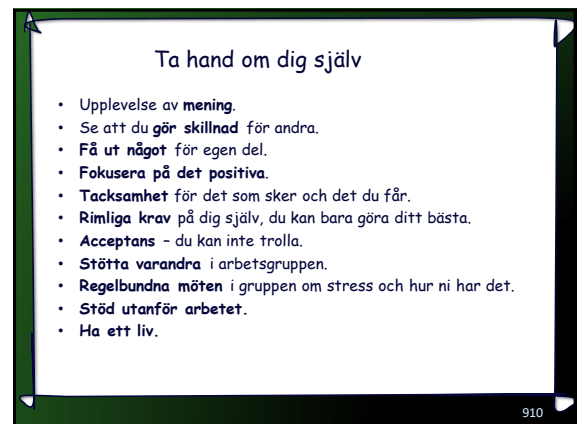 Ta hand om dig själv
• Upplevelse av mening.
• Se att du gör skillnad för andra.
• Få ut något för egen del.
• Fokusera på det positiva.
• Tacksamhet för det som sker och det du får.
• Rimliga krav på dig själv, du kan bara göra ditt bästa.
• Acceptans – du kan inte trolla.
• Stötta varandra i arbetsgruppen.
• Regelbundna möten i gruppen om stress och hur ni har det.
• Stöd utanför arbetet.
• Ha ett liv.
910